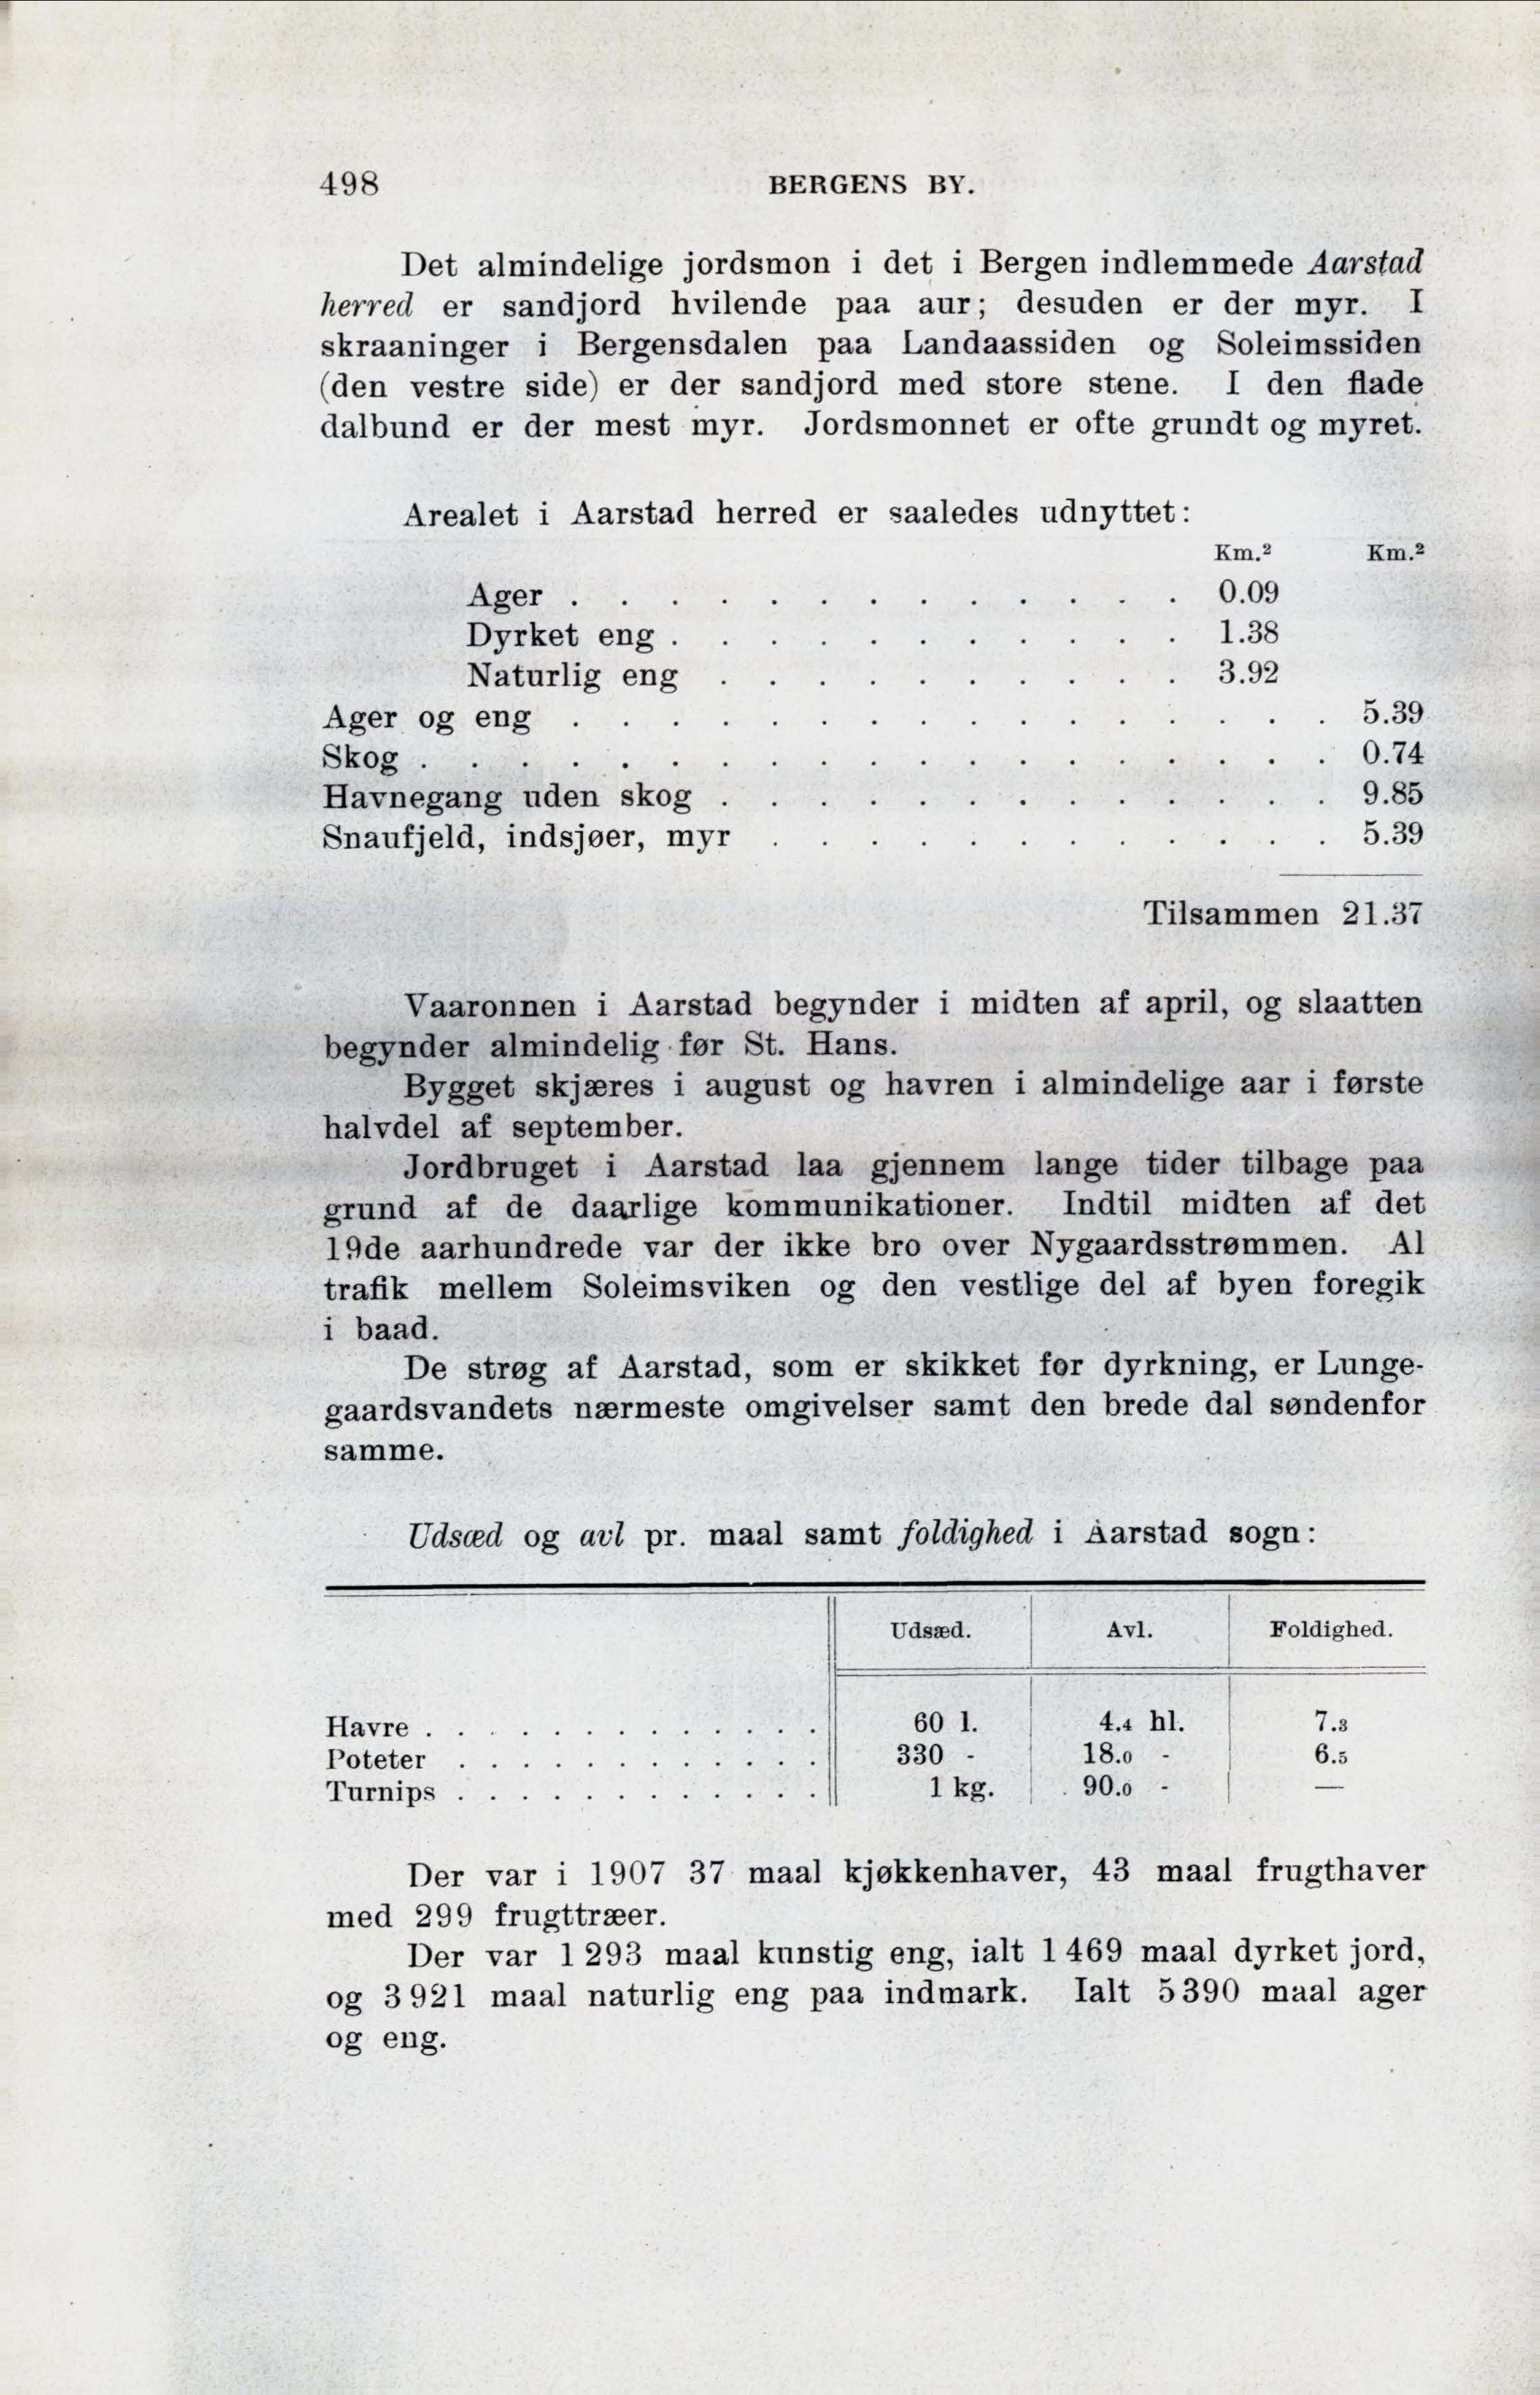 498 BERGENS BY.
Det almindelige jordsmon i det i Bergen indlemmede Aarstad
herred er sandjord hvilende paa aur; desuden er der myr. I
skraaninger i Bergensdalen paa Landaassiden og Soleimssiden
(den vestre side) er der sandjord med store stene. I den flade
dalbund er der mest myr. Jordsmonnet er ofte grundt og myret.
Arealet i Aarstad herred er saaledes udnyttet:
Km.² Km.²
Ager . . . . . . . . . . . . . 0.09
Dyrket eng . . . . . . . . . . . 1.38
Naturlig eng . . . . . . . . . . 3.92
Ager og eng . . . . . . . . . . . . . . . . 5.39
Skog . . . . . . . . . . . . . . . . . . . 0.74
Havnegang uden skog . . . . . . . . . . . . . 9.85
Snaufjeld, indsjøer, myr . . . . . . . . . . . . 5.39
Tilsammen 21.37
Vaaronnen i Aarstad begynder i midten af april, og slaatten
begynder almindelig før St. Hans.
Bygget skjæres i august og havren i almindelige aar i første
halvdel af september.
Jordbruget i Aarstad laa gjennem lange tider tilbage paa
grund af de daarlige kommunikationer. Indtil midten af det
19de aarhundrede var der ikke bro over Nygaardsstrømmen. Al
trafik mellem Soleimsviken og den vestlige del af byen foregik
i baad.
De strøg af Aarstad, som er skikket for dyrkning, er Lunge-
gaardsvandets nærmeste omgivelser samt den brede dal søndenfor
samme.
Udsæd og avl pr. maal samt foldighed i Aarstad sogn:
Udsæd. Avl. Foldighed.
Havre . . . . . . . . . . . . . 60 l. 4.4 hl. 7.3
Poteter . . . . . . . . . . . . 330 - 18.0 - 6.5
Turnips . . . . . . . . . . . . 1 kg. 90.0 - —
Der var i 1907 37 maal kjøkkenhaver, 43 maal frugthaver
med 299 frugttræer.
Der var 1 293 maal kunstig eng, ialt 1 469 maal dyrket jord,
og 3 921 maal naturlig eng paa indmark. Ialt 5 390 maal ager
og eng.